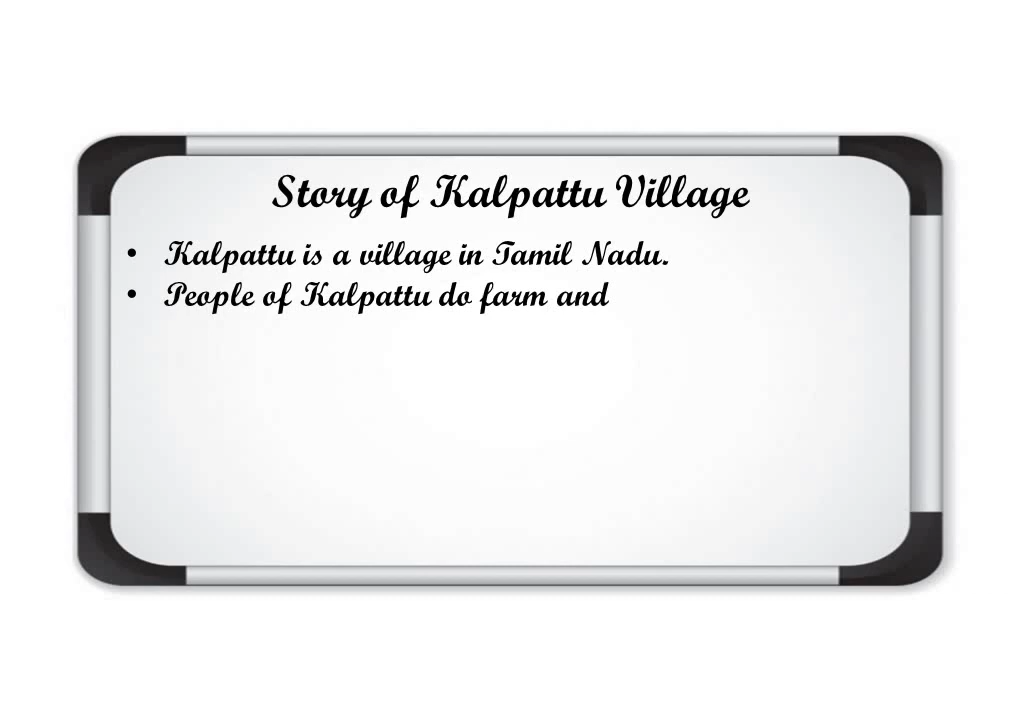 Story of Kalpattu Village
• Kalpattu is a village in Tamil Nadu.
• People of Kalpattu do farm and